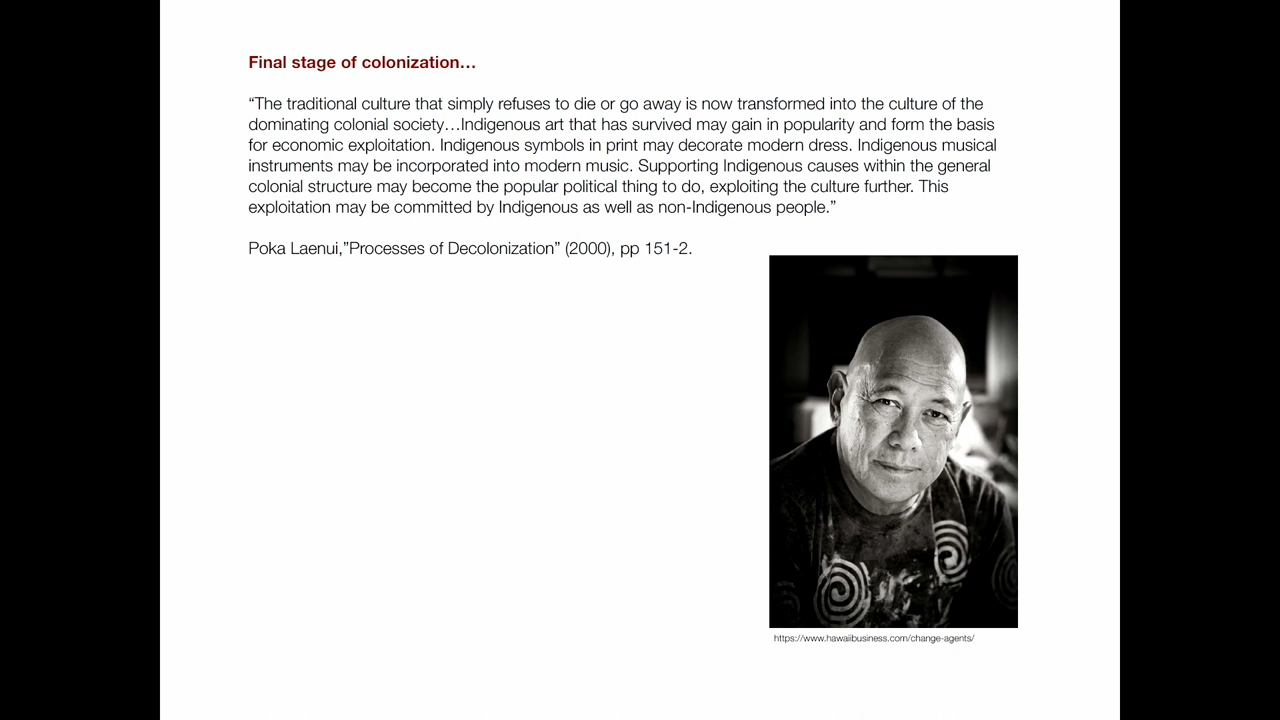 Final stage of colonization…
“The traditional culture that simply refuses to die or go away is now transformed into the culture of the
dominating colonial society…Indigenous art that has survived may gain in popularity and form the basis
for economic exploitation. Indigenous symbols in print may decorate modern dress. Indigenous musical
instruments may be incorporated into modern music. Supporting Indigenous causes within the general
colonial structure may become the popular political thing to do, exploiting the culture further. This
exploitation may be committed by Indigenous as well as non-Indigenous people.”
Poka Laenui,”Processes of Decolonization” (2000), pp 151-2.
https://www.hawaiibusiness.com/change-agents/